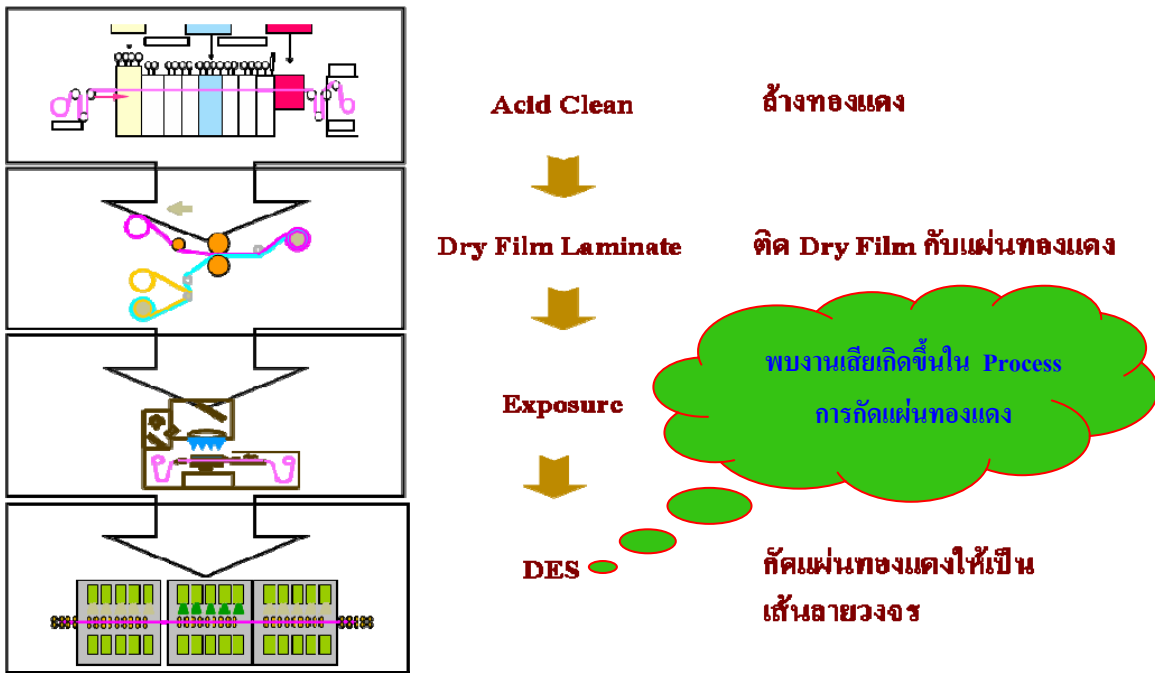 Acid Clean
ล้างทองแดง
Dry Film Laminate
ติด Dry Film กับแผ่นทองแดง
พบงานเสียเกิดขึ้นใน Process
การกัดแผ่นทองแดง
Exposure
DES
กัดแผ่นทองแดงให้เป็น
เส้นลายวงจร